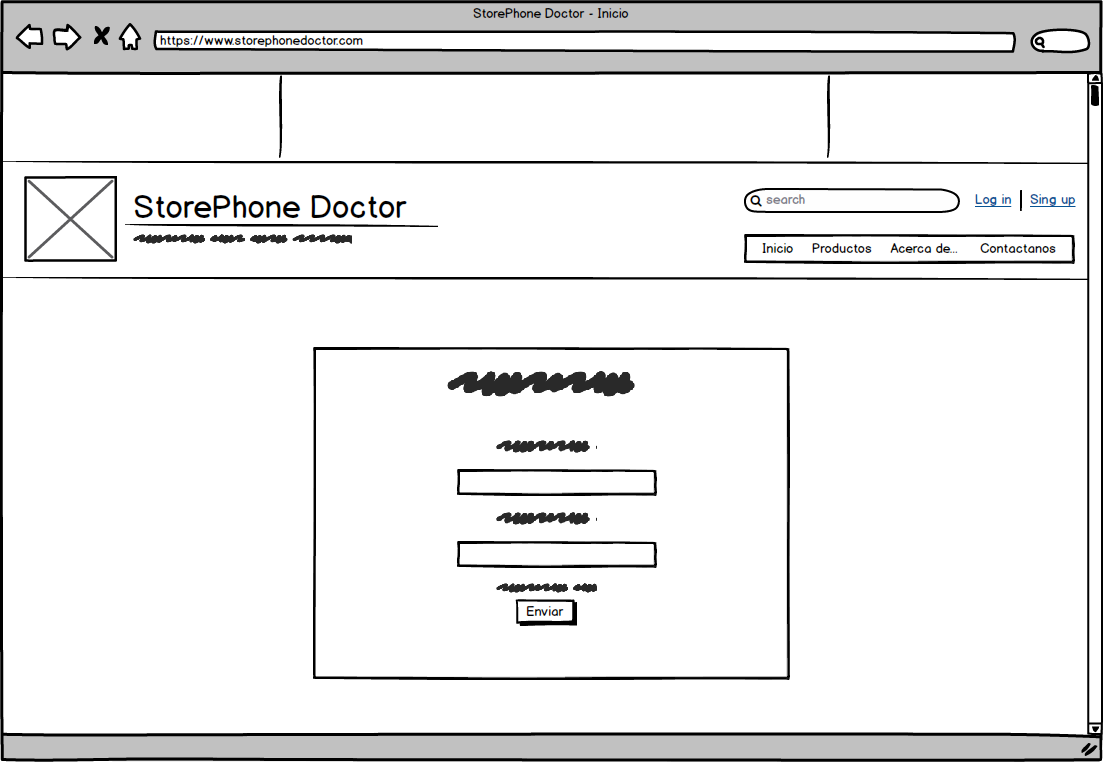 StorePhone Doctor - Inicio
https://www.storephonedoctor.com
StorePhone Doctor
search
Log in
Sing up
Inicio Productos Acerca de... Contactanos
Enviar